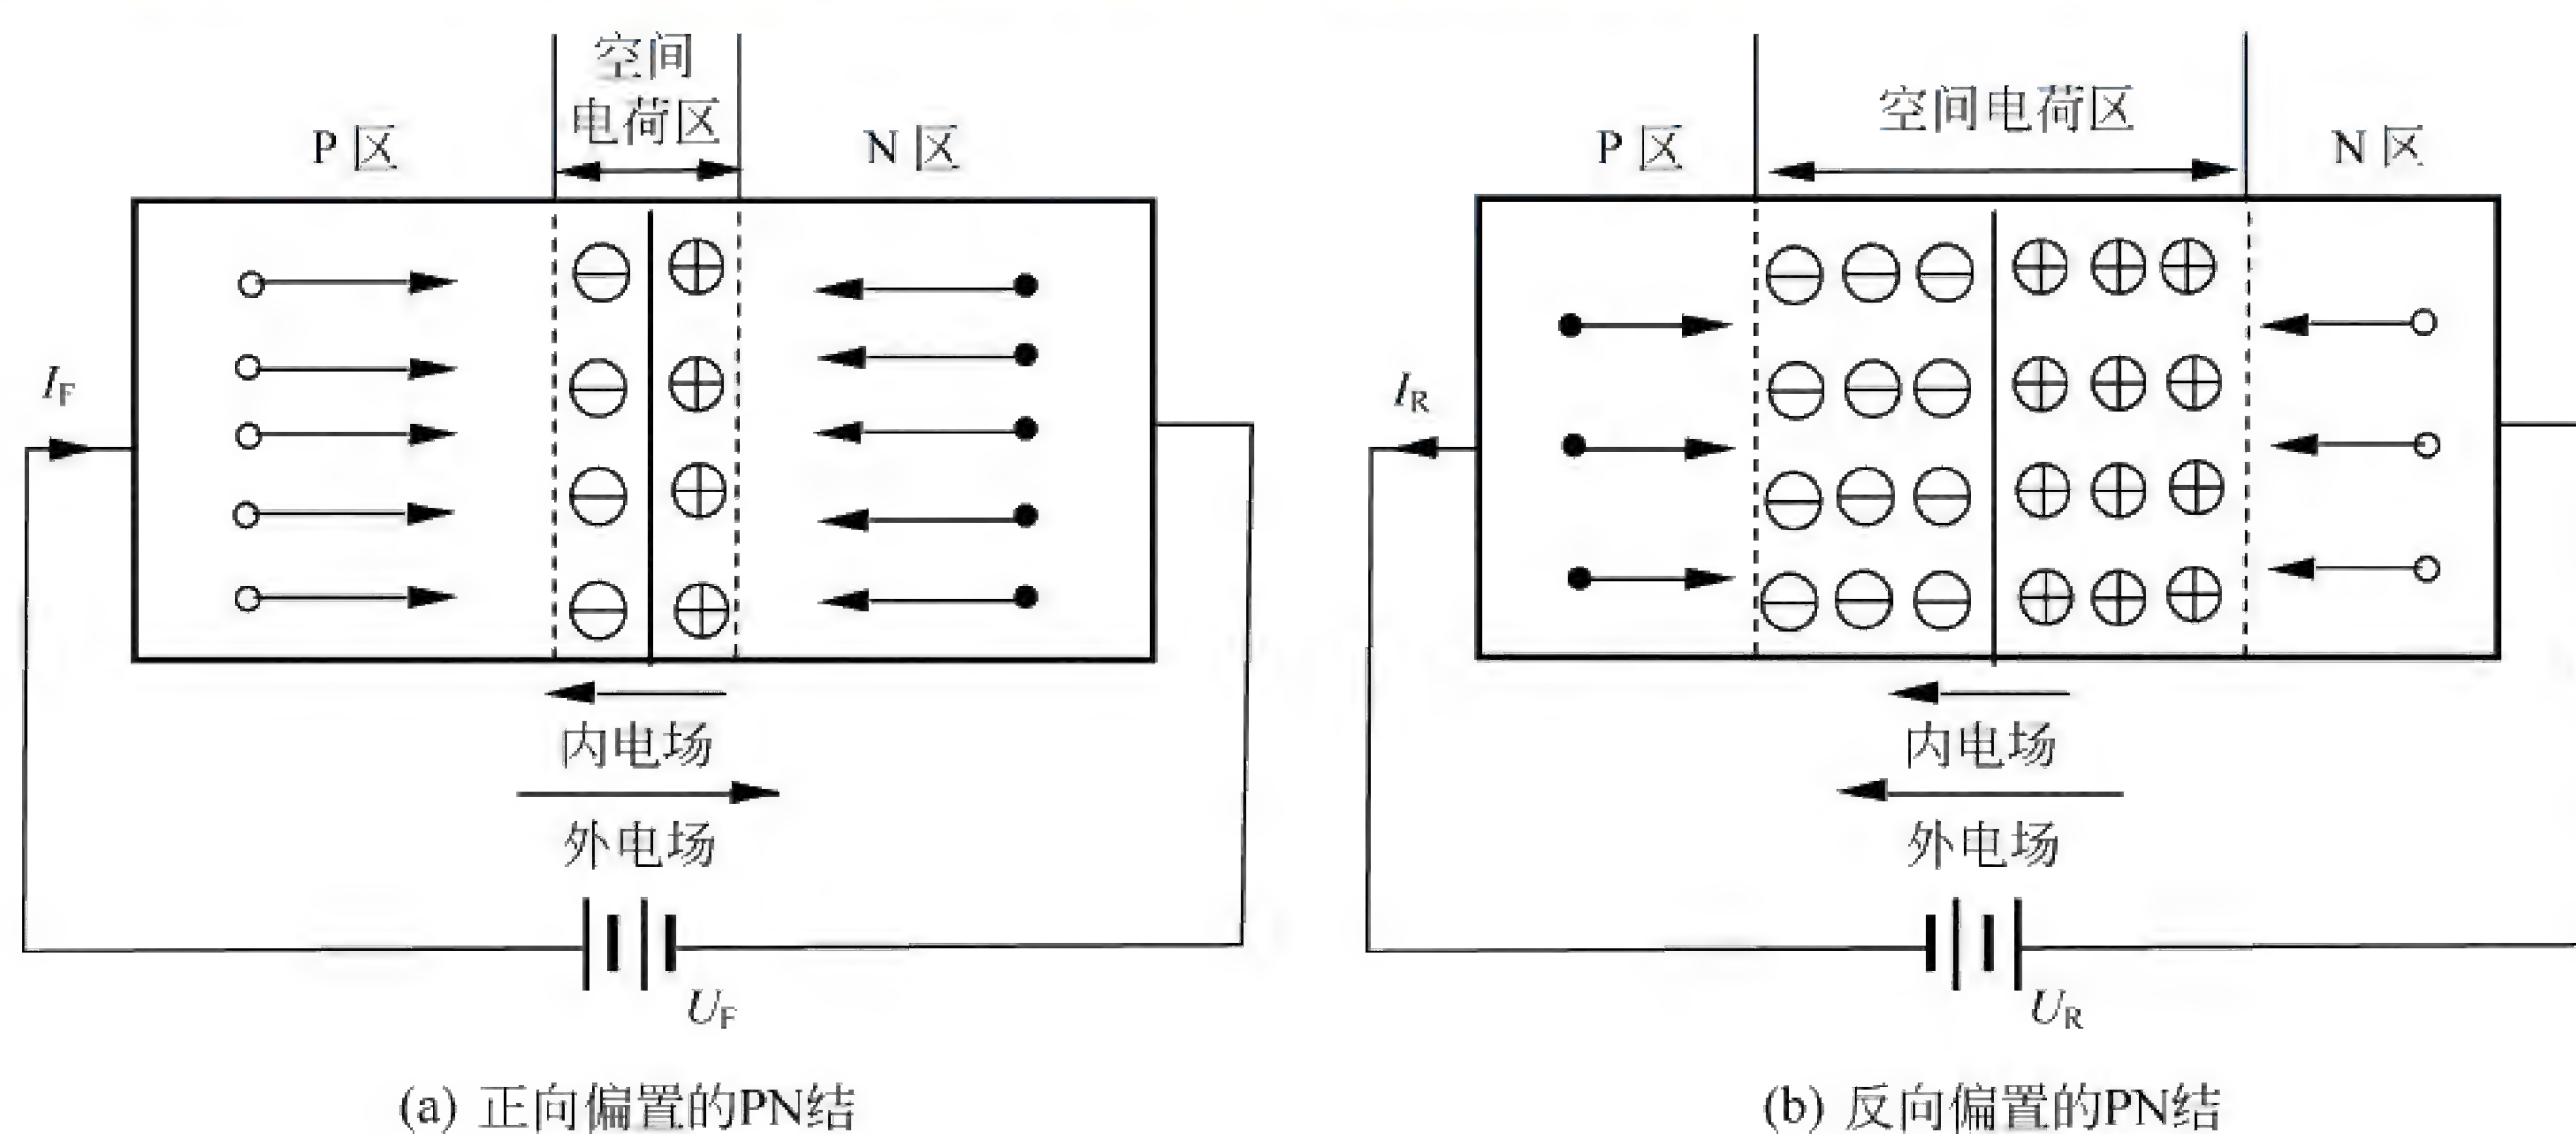 空间
电荷区
P 区
N 区
I_F
内电场
外电场
U_F
(a) 正向偏置的PN结
空间电荷区
P 区
N 区
I_R
内电场
外电场
U_R
(b) 反向偏置的PN结